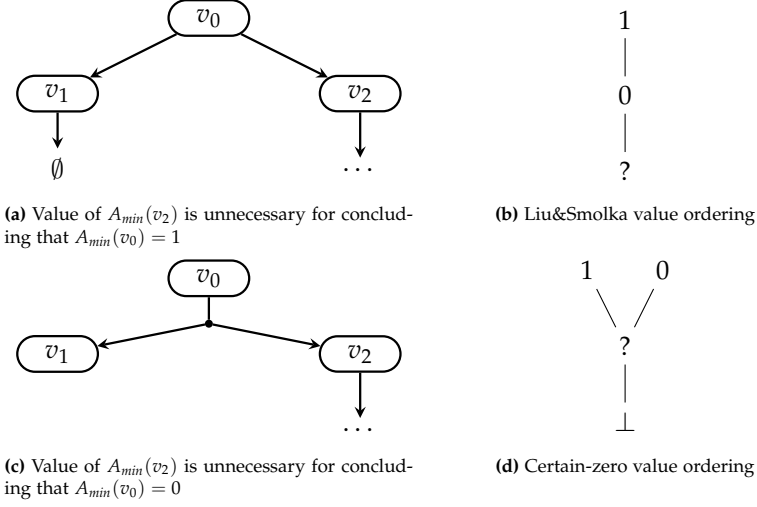 v0
v1
v2
∅
...
(a) Value of Amin(v2) is unnecessary for conclud-
ing that Amin(v0) = 1
1
0
?
(b) Liu&Smolka value ordering
v0
v1
v2
...
(c) Value of Amin(v2) is unnecessary for conclud-
ing that Amin(v0) = 0
1 0
?
⊥
(d) Certain-zero value ordering